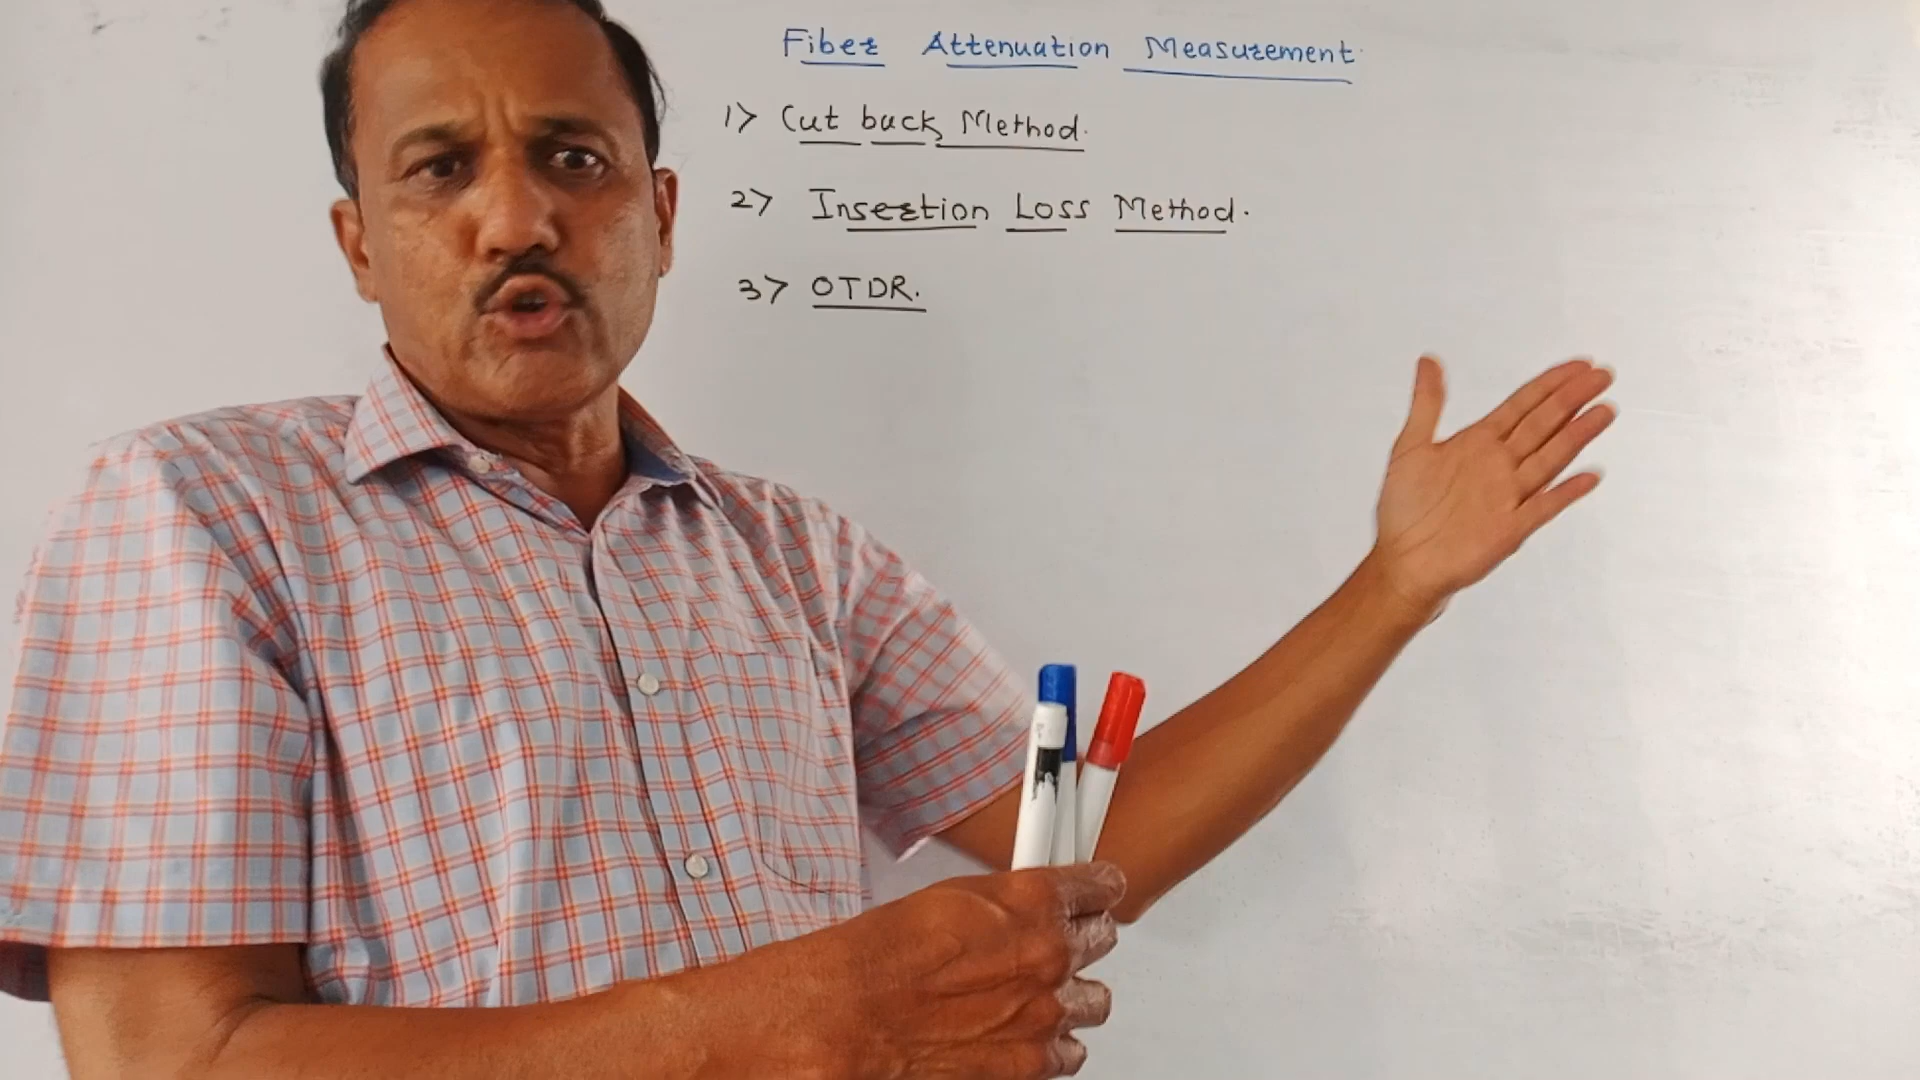 Fiber Attenuation Measurement.
1> Cut back Method.
2> Insertion Loss Method.
3> OTDR.